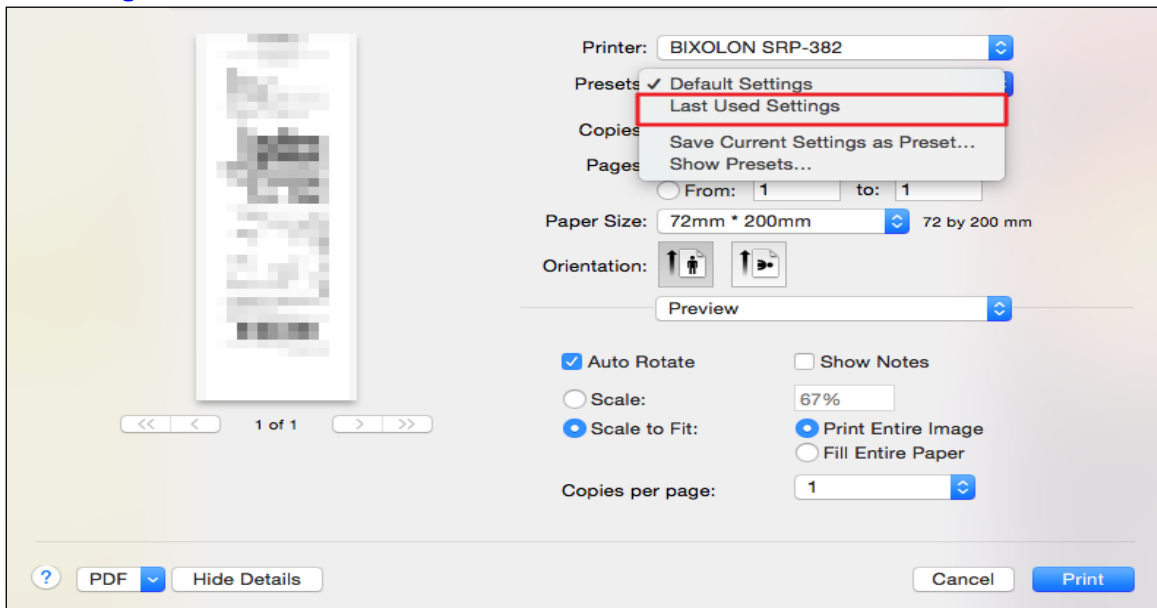 Printer: BIXOLON SRP-382
Presets ✓ Default Settings
Last Used Settings
Save Current Settings as Preset...
Show Presets...
Copies
Pages
From: 1 to: 1
Paper Size: 72mm * 200mm 72 by 200 mm
Orientation:
Preview
Auto Rotate Show Notes
Scale: 67%
Scale to Fit: Print Entire Image
Fill Entire Paper
Copies per page: 1
<< < 1 of 1 > >>
? PDF Hide Details Cancel Print